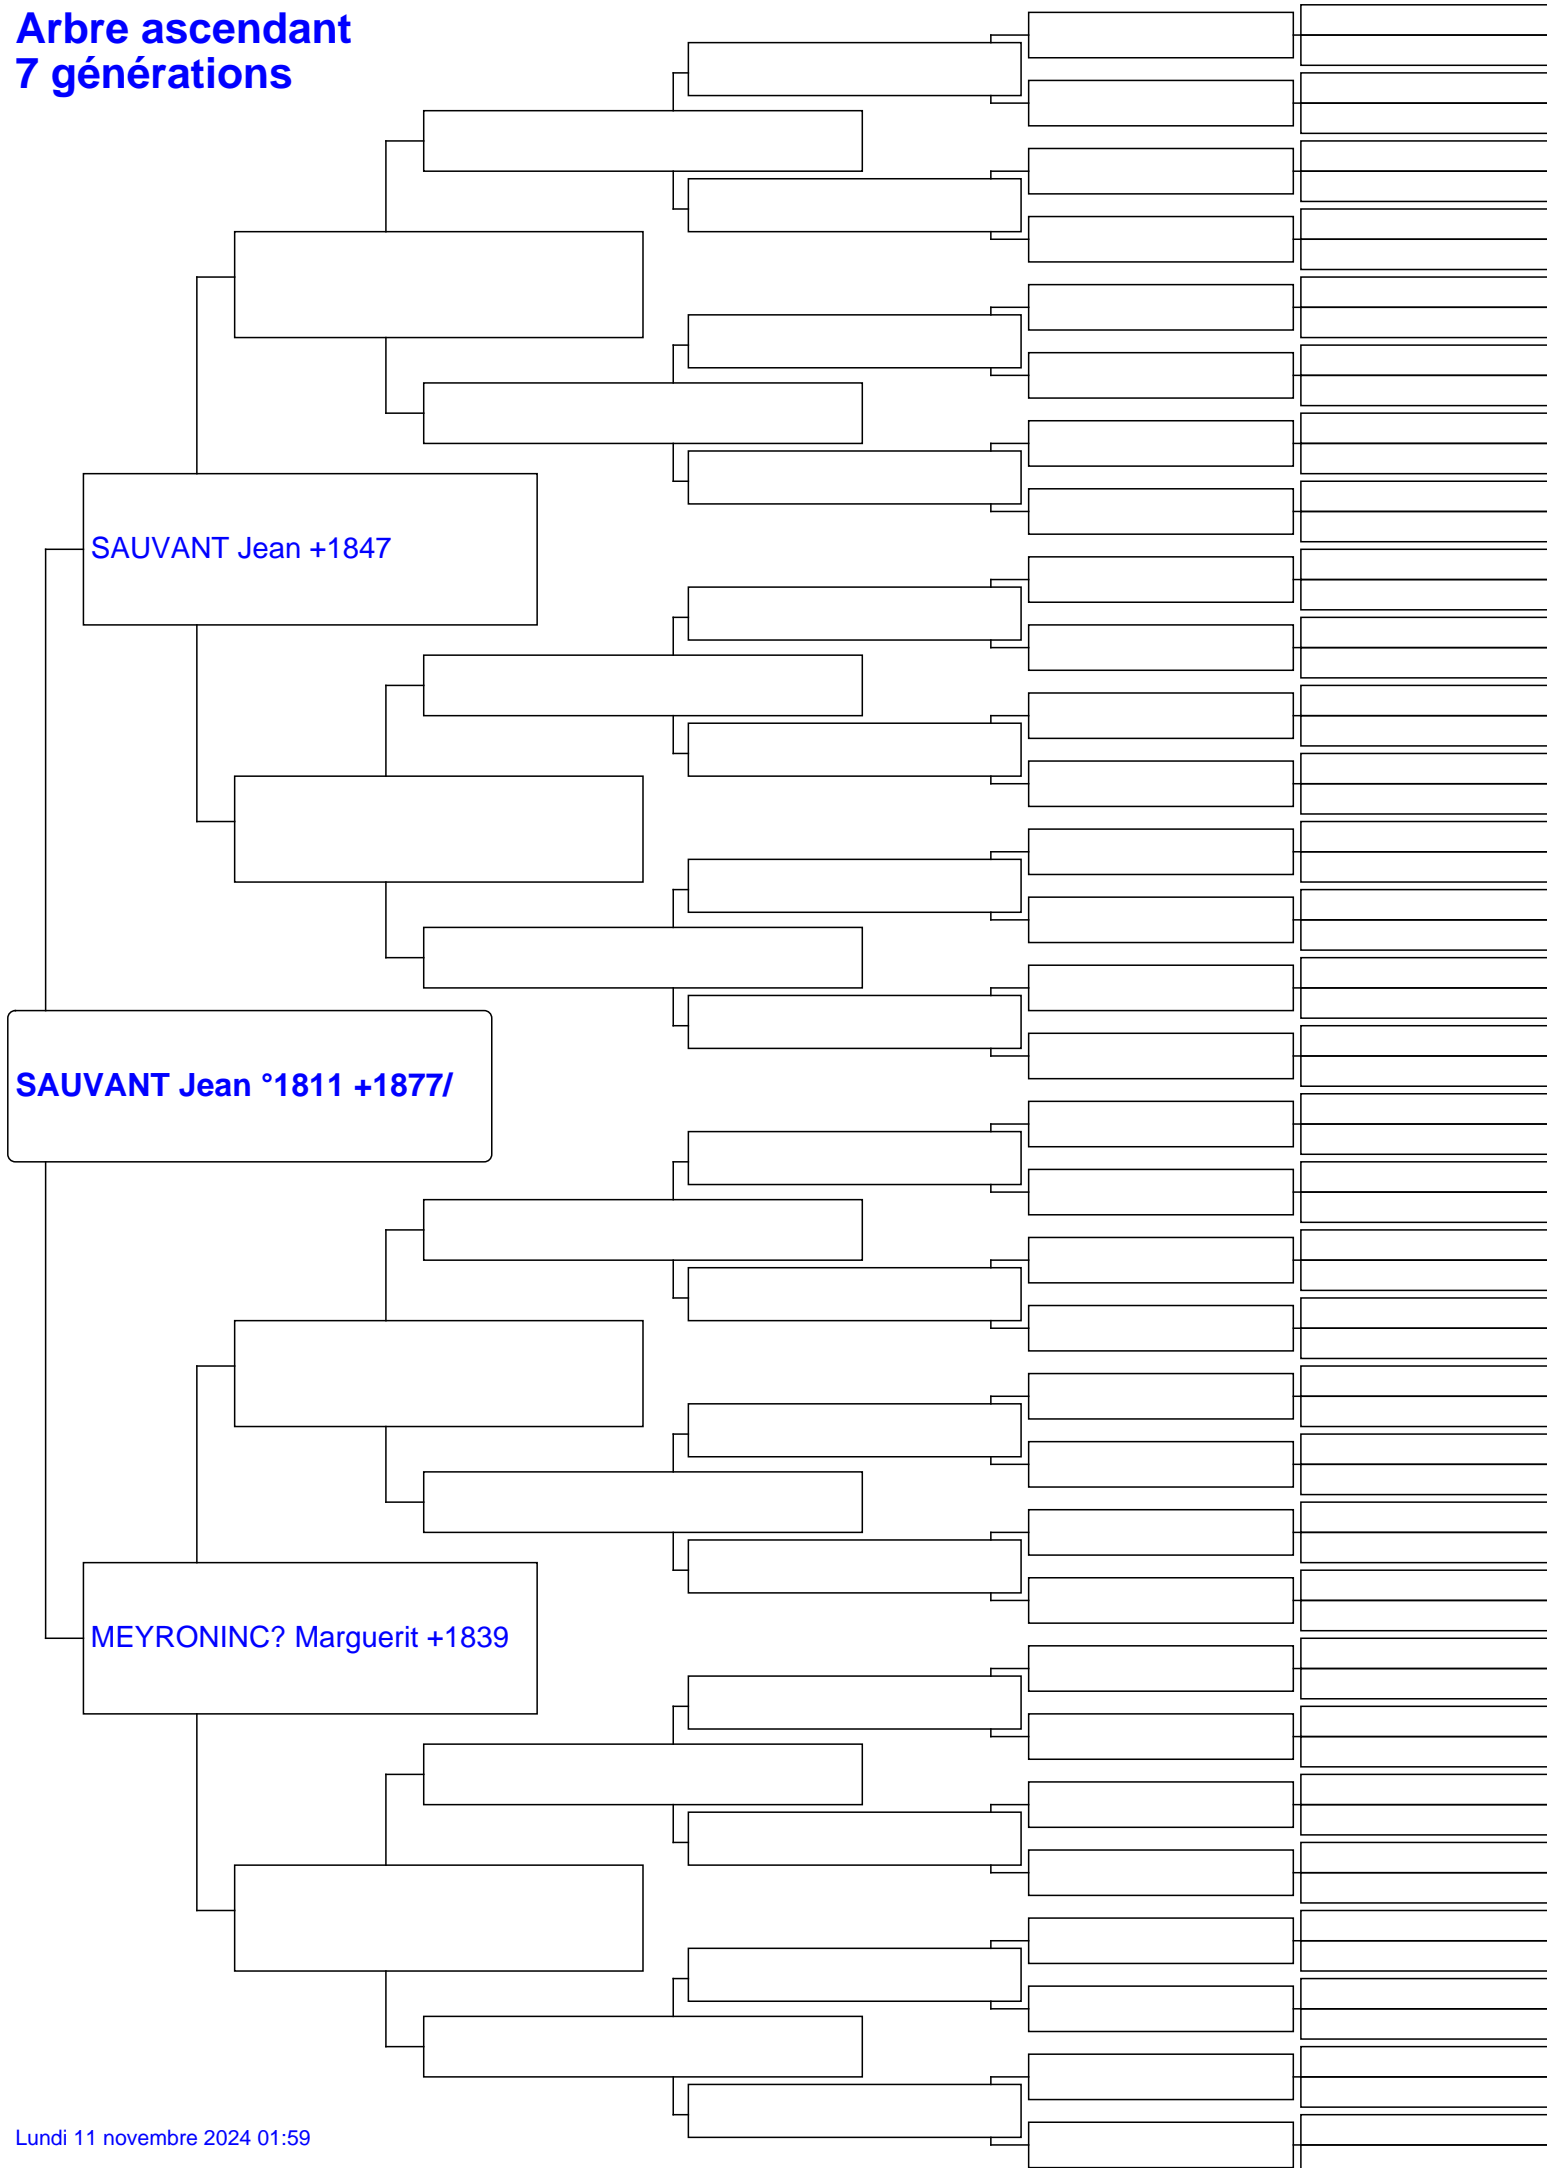 Arbre ascendant
7 générations
SAUVANT Jean +1847
SAUVANT Jean °1811 +1877/
MEYRONINC? Marguerit +1839
Lundi 11 novembre 2024 01:59